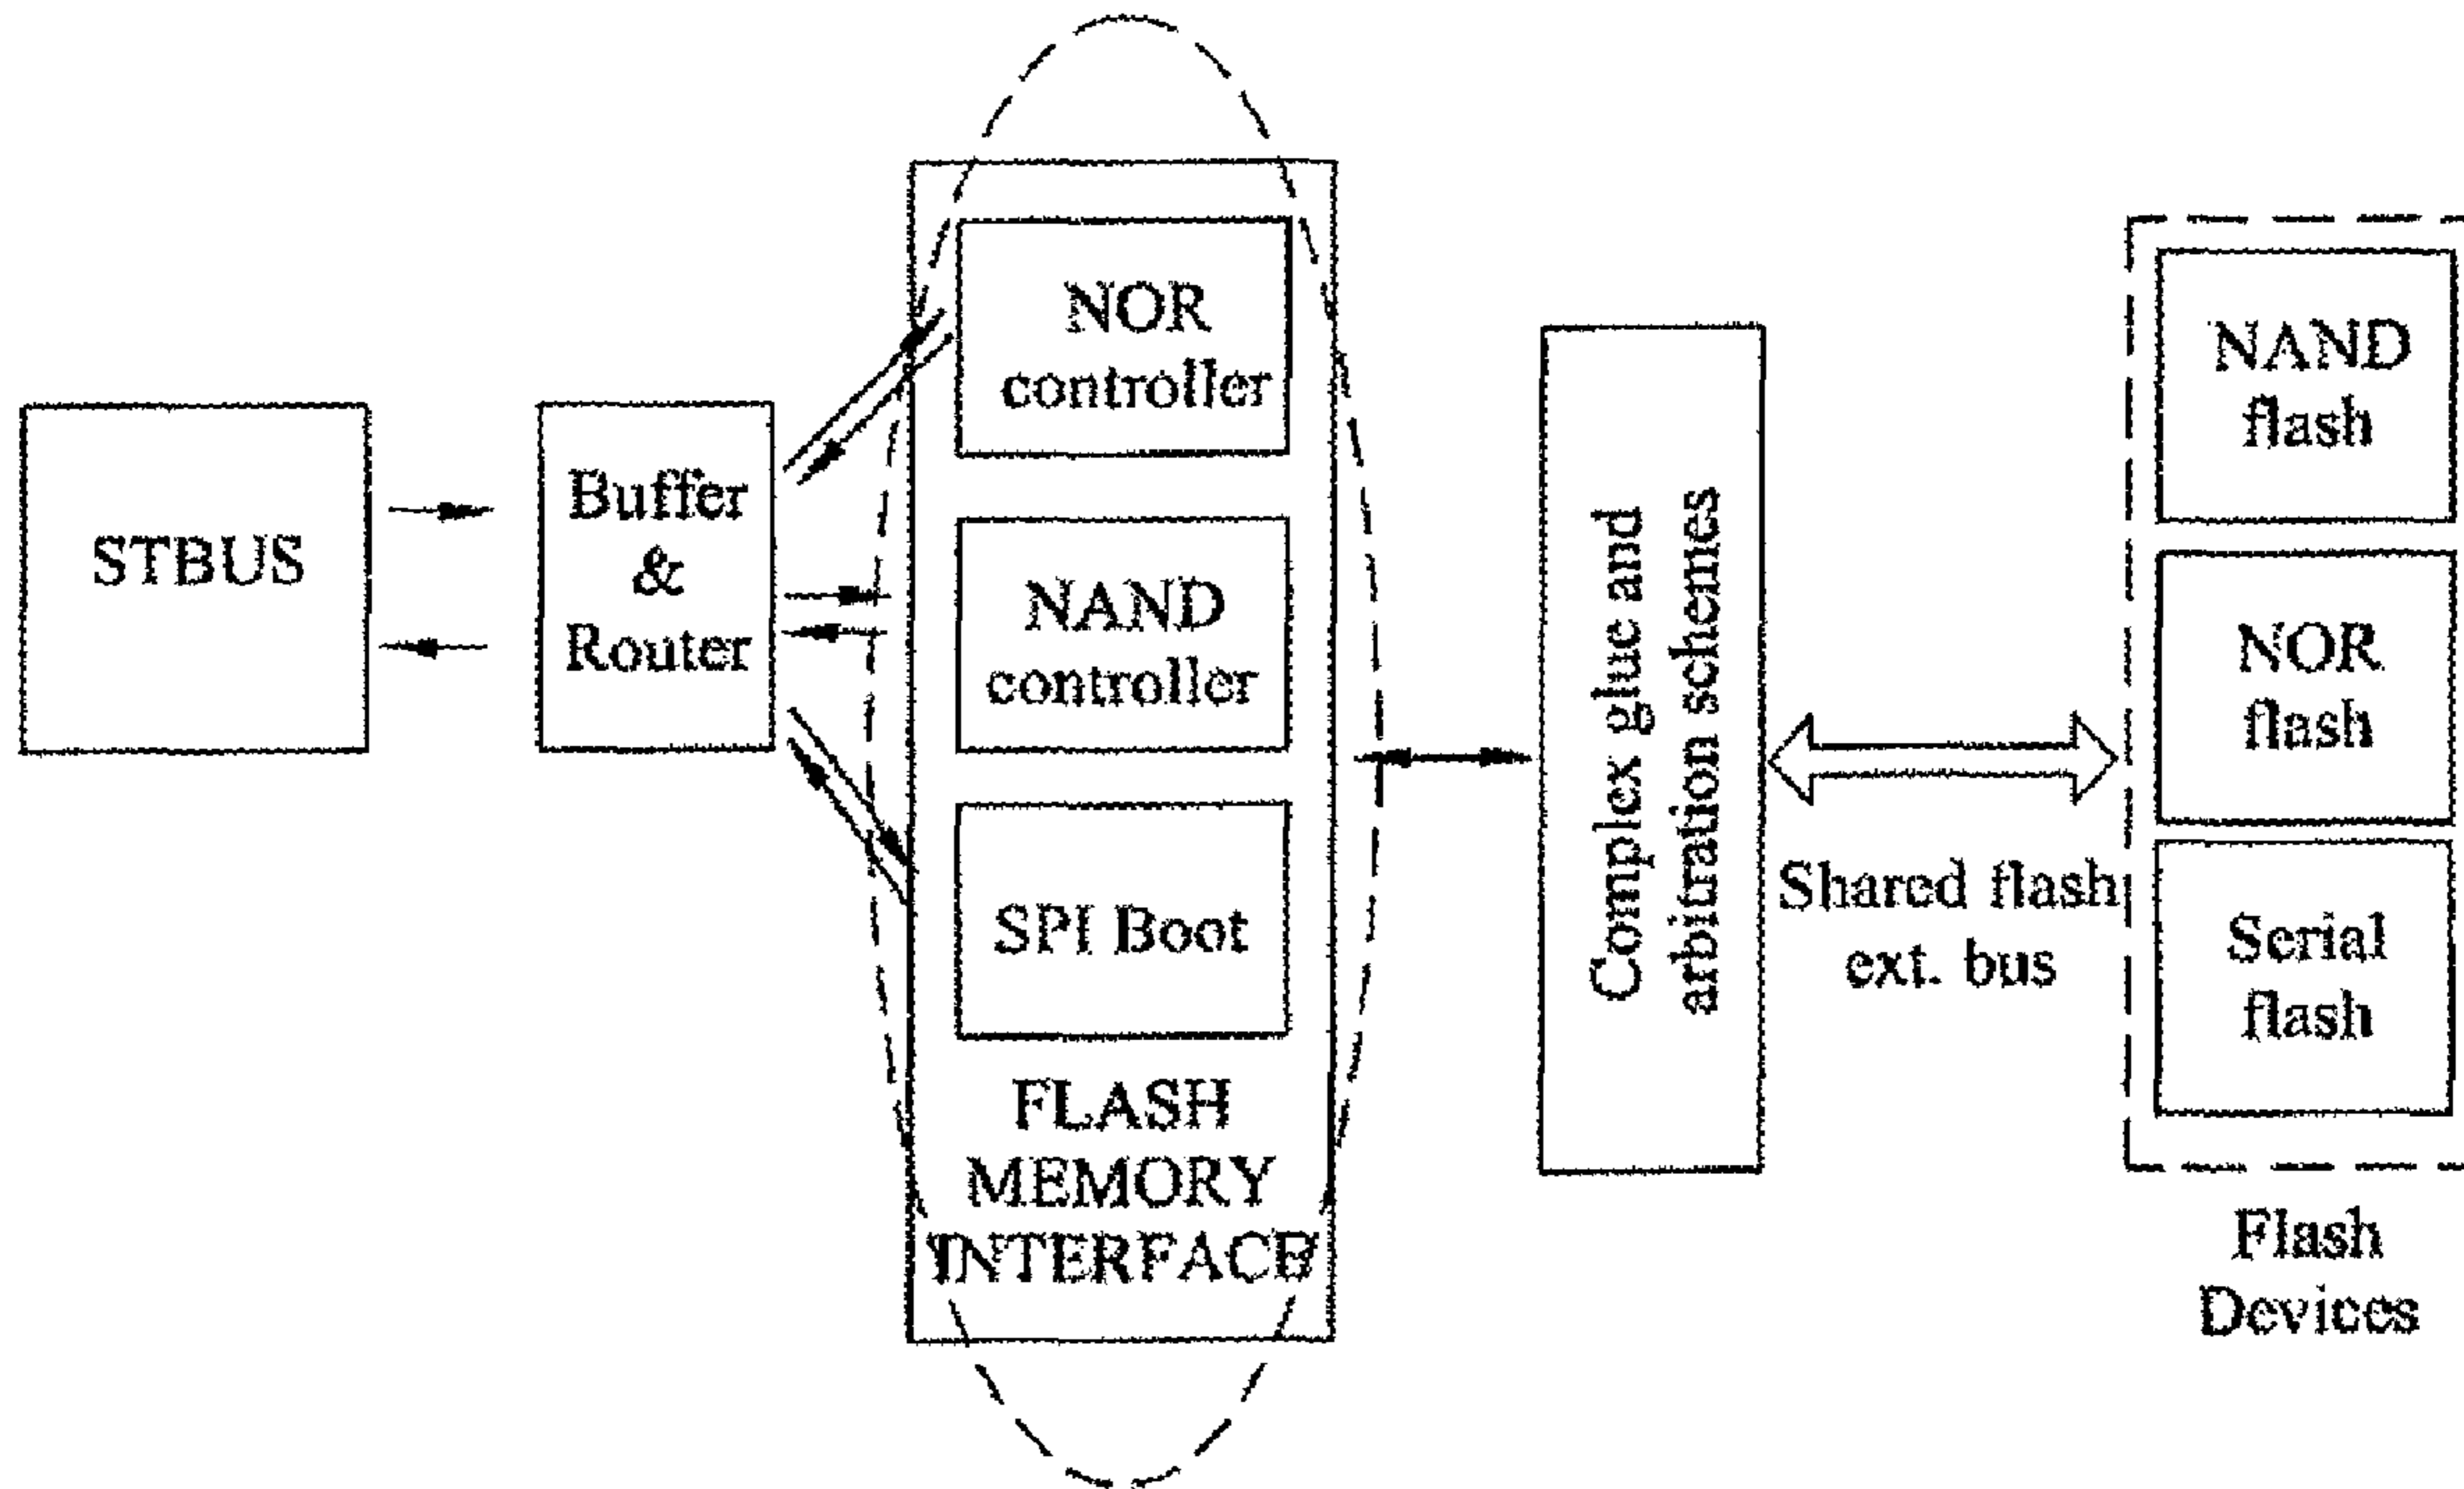 STBUS
Buffer
&
Router
NOR
controller
NAND
controller
SPI Boot
FLASH
MEMORY
INTERFACE
Complex glue and
arbitration schemes
Shared flash
ext. bus
NAND
flash
NOR
flash
Serial
flash
Flash
Devices